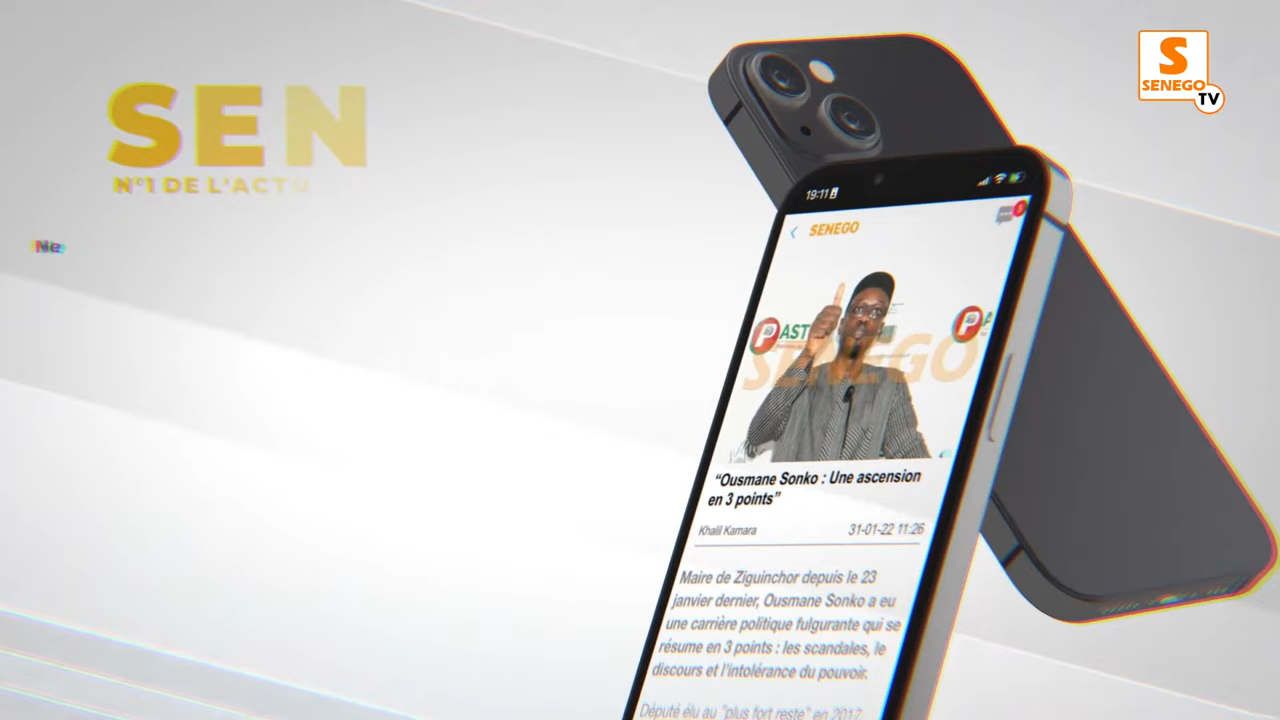 SEN
N°1 DE L'ACTU
Ne
S
SENEGO
TV
19:11
SENEGO
PAST
PA
SENEGO
“Ousmane Sonko : Une ascension
en 3 points”
Khalil Kamara 31-01-22 11:26
Maire de Ziguinchor depuis le 23
janvier dernier, Ousmane Sonko a eu
une carrière politique fulgurante qui se
résume en 3 points : les scandales, le
discours et l'intolérance du pouvoir.
Député élu au "plus fort reste" en 2017